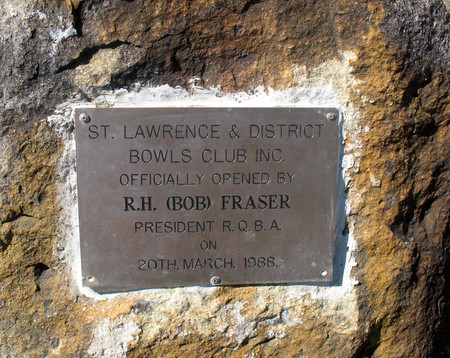 ST. LAWRENCE & DISTRICT
BOWLS CLUB INC.
OFFICIALLY OPENED BY
R.H. (BOB) FRASER
PRESIDENT R.Q.B.A.
ON
20TH. MARCH. 1988.